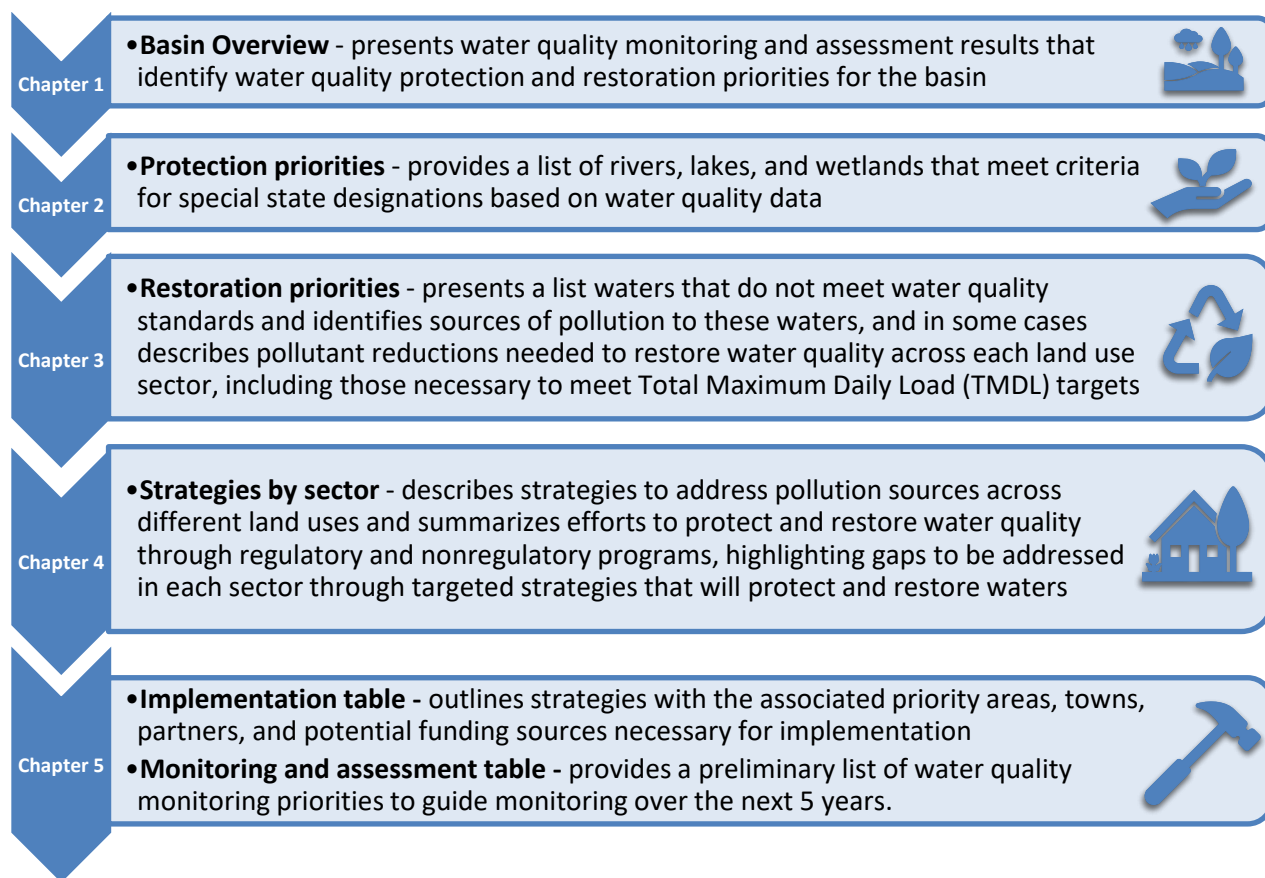 Chapter 1
•Basin Overview - presents water quality monitoring and assessment results that
identify water quality protection and restoration priorities for the basin
Chapter 2
•Protection priorities - provides a list of rivers, lakes, and wetlands that meet criteria
for special state designations based on water quality data
Chapter 3
•Restoration priorities - presents a list waters that do not meet water quality
standards and identifies sources of pollution to these waters, and in some cases
describes pollutant reductions needed to restore water quality across each land use
sector, including those necessary to meet Total Maximum Daily Load (TMDL) targets
Chapter 4
•Strategies by sector - describes strategies to address pollution sources across
different land uses and summarizes efforts to protect and restore water quality
through regulatory and nonregulatory programs, highlighting gaps to be addressed
in each sector through targeted strategies that will protect and restore waters
Chapter 5
•Implementation table - outlines strategies with the associated priority areas, towns,
partners, and potential funding sources necessary for implementation
•Monitoring and assessment table - provides a preliminary list of water quality
monitoring priorities to guide monitoring over the next 5 years.